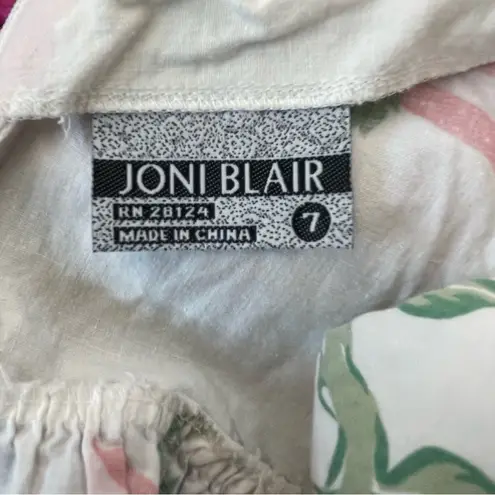 JONI BLAIR
RN 28124
MADE IN CHINA
7